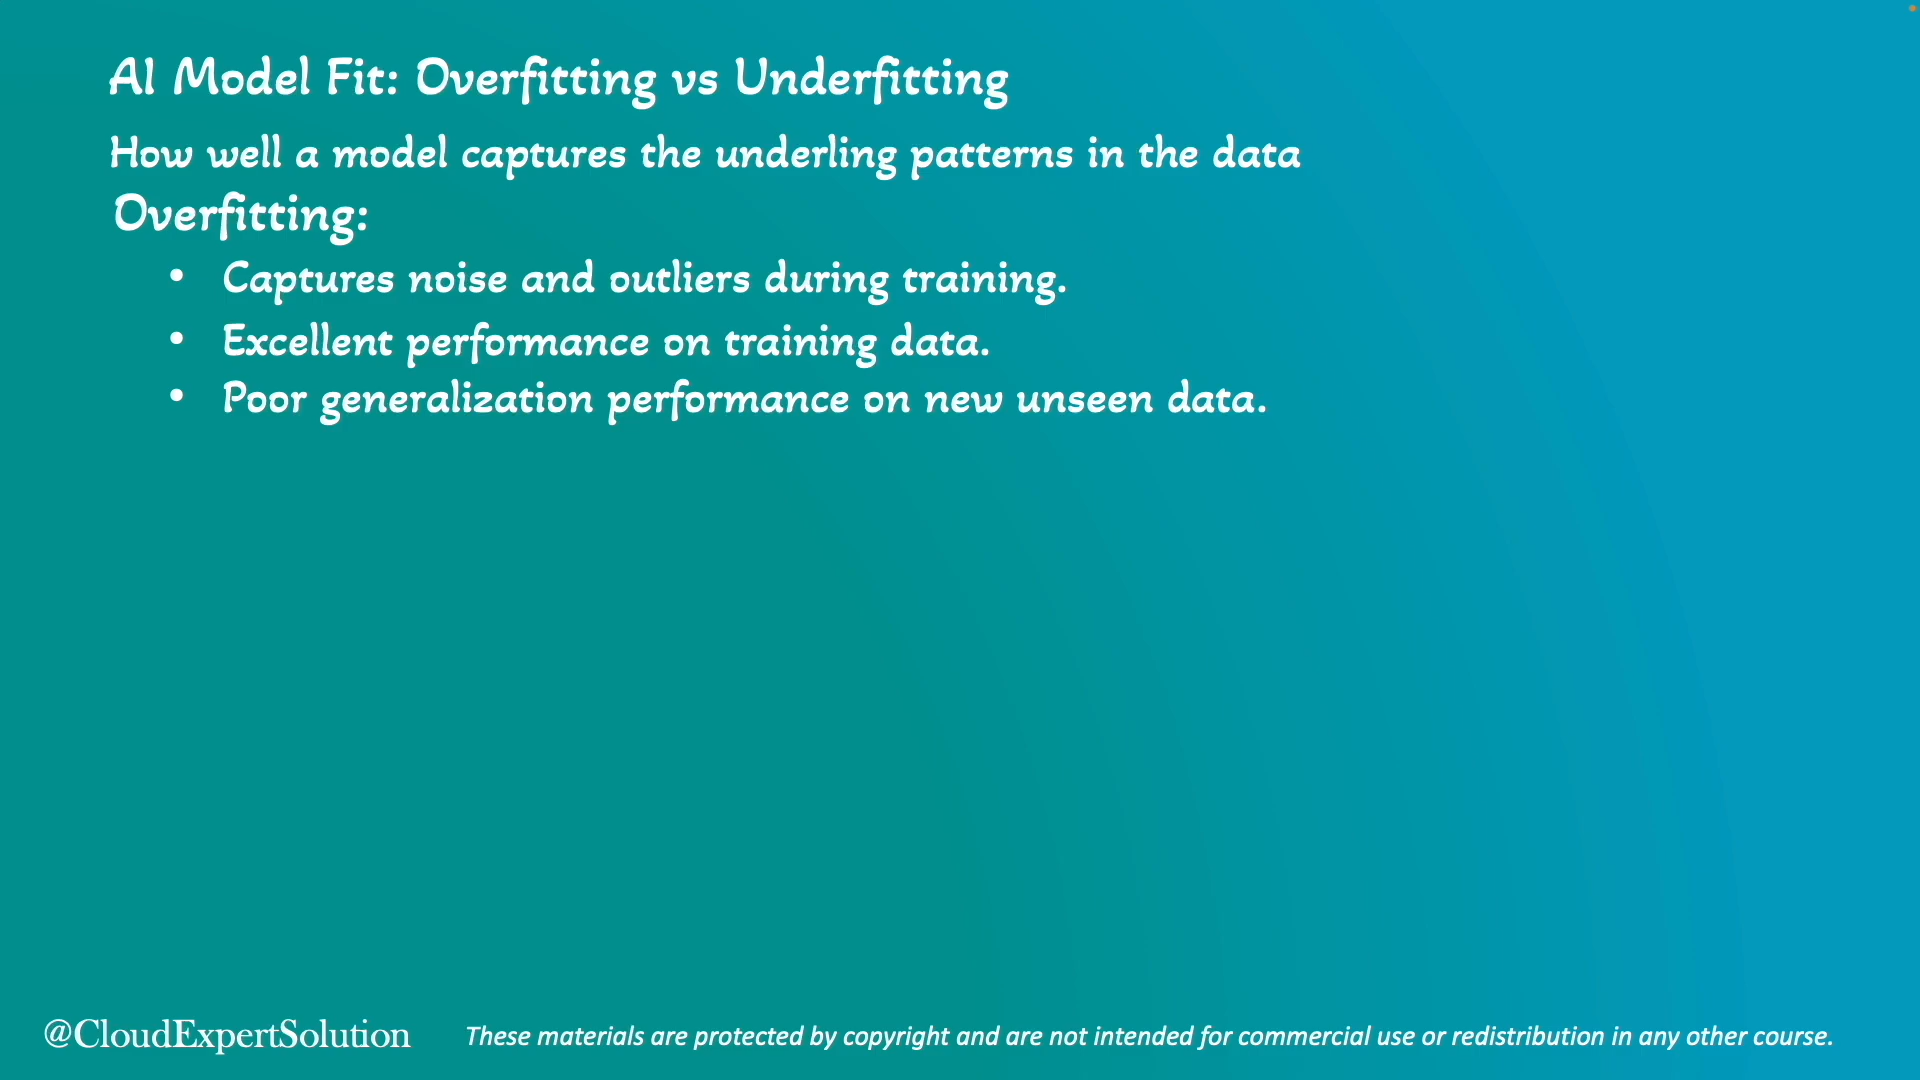 AI Model Fit: Overfitting vs Underfitting
How well a model captures the underling patterns in the data
Overfitting:
• Captures noise and outliers during training.
• Excellent performance on training data.
• Poor generalization performance on new unseen data.
@CloudExpertSolution These materials are protected by copyright and are not intended for commercial use or redistribution in any other course.